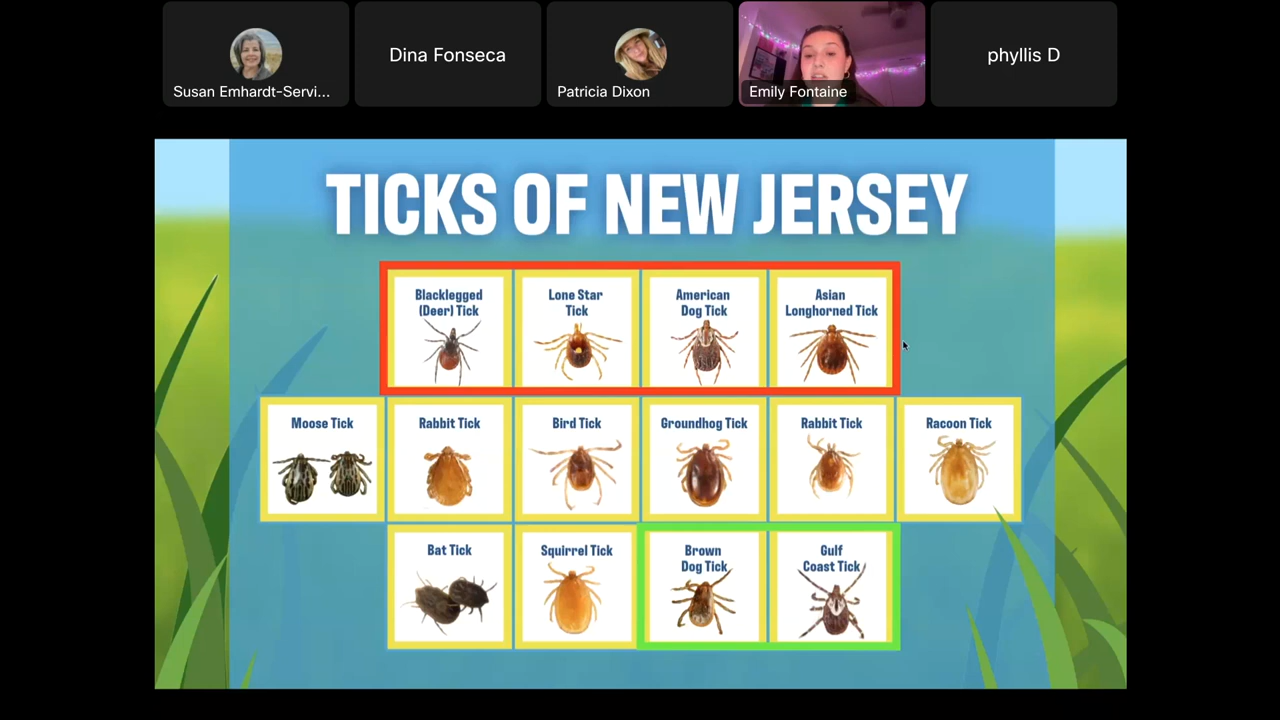 Susan Emhardt-Servi...
Dina Fonseca
Patricia Dixon
Emily Fontaine
phyllis D
TICKS OF NEW JERSEY
Blacklegged
(Deer) Tick
Lone Star
Tick
American
Dog Tick
Asian
Longhorned Tick
Moose Tick
Rabbit Tick
Bird Tick
Groundhog Tick
Rabbit Tick
Racoon Tick
Bat Tick
Squirrel Tick
Brown
Dog Tick
Gulf
Coast Tick